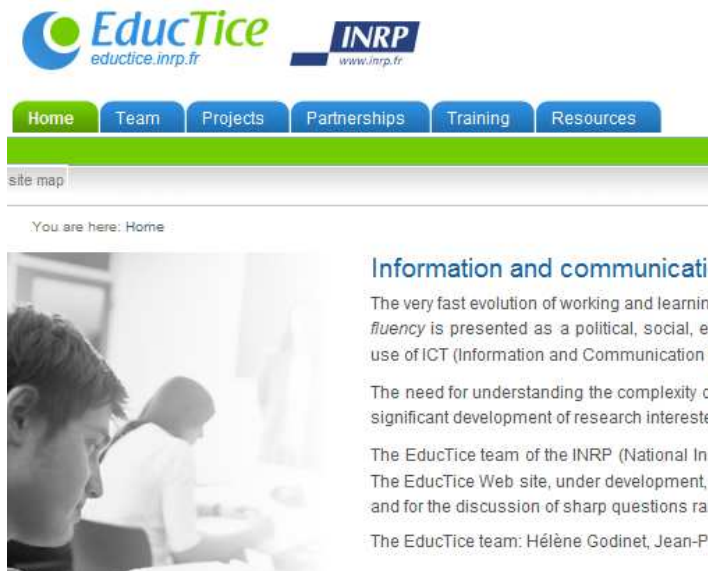 EducTice
eductice.inrp.fr
INRP
www.inrp.fr
Home Team Projects Partnerships Training Resources
site map
You are here: Home
Information and communicati
The very fast evolution of working and learnin
fluency is presented as a political, social, e
use of ICT (Information and Communication
The need for understanding the complexity
significant development of research intereste
The EducTice team of the INRP (National In
The EducTice Web site, under development,
and for the discussion of sharp questions ra
The EducTice team: Hélène Godinet, Jean-P